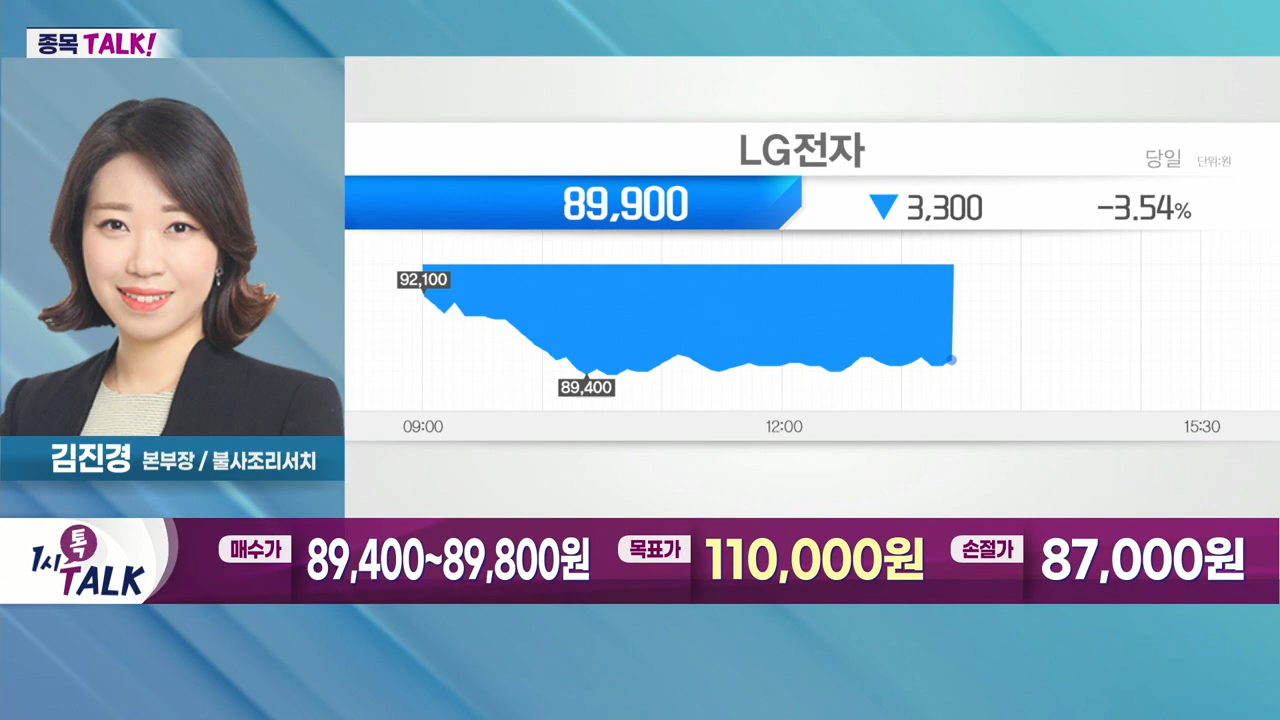 종목 TALK!
LG전자
당일 단위:원
89,900 ▼ 3,300 -3.54%
92,100
89,400
09:00 12:00 15:30
김진경 본부장 / 불사조리서치
1시 톡 TALK
매수가 89,400~89,800원 목표가 110,000원 손절가 87,000원